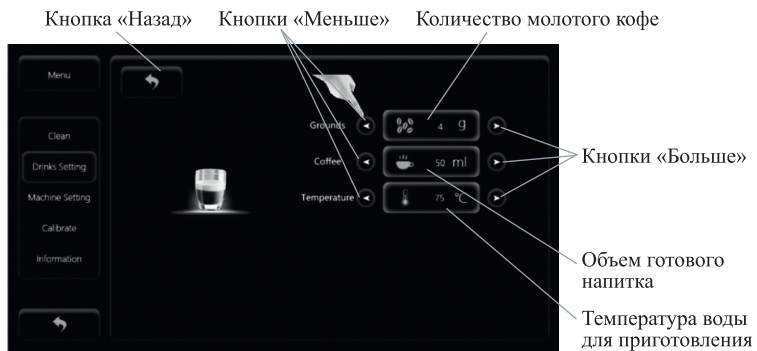 Кнопка «Назад»
Кнопки «Меньше»
Количество молотого кофе
Menu
Clean
Drinks Setting
Machine Setting
Calibrate
Information
Grounds
4 g
Coffee
50 ml
Temperature
75 °C
Кнопки «Больше»
Объем готового
напитка
Температура воды
для приготовления